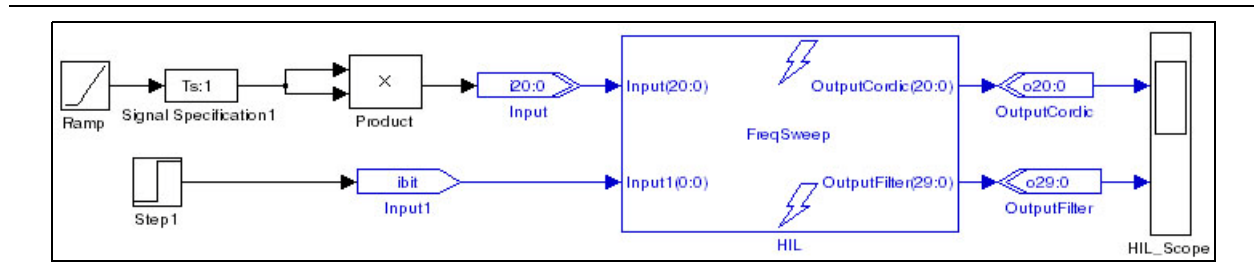 Ramp
Ts:1
Signal Specification1
×
Product
i20:0
Input
Input(20:0)
OutputCordic(20:0)
FreqSweep
o20:0
OutputCordic
Step1
ibit
Input1
Input1(0:0)
OutputFilter(29:0)
HIL
o29:0
OutputFilter
HIL_Scope